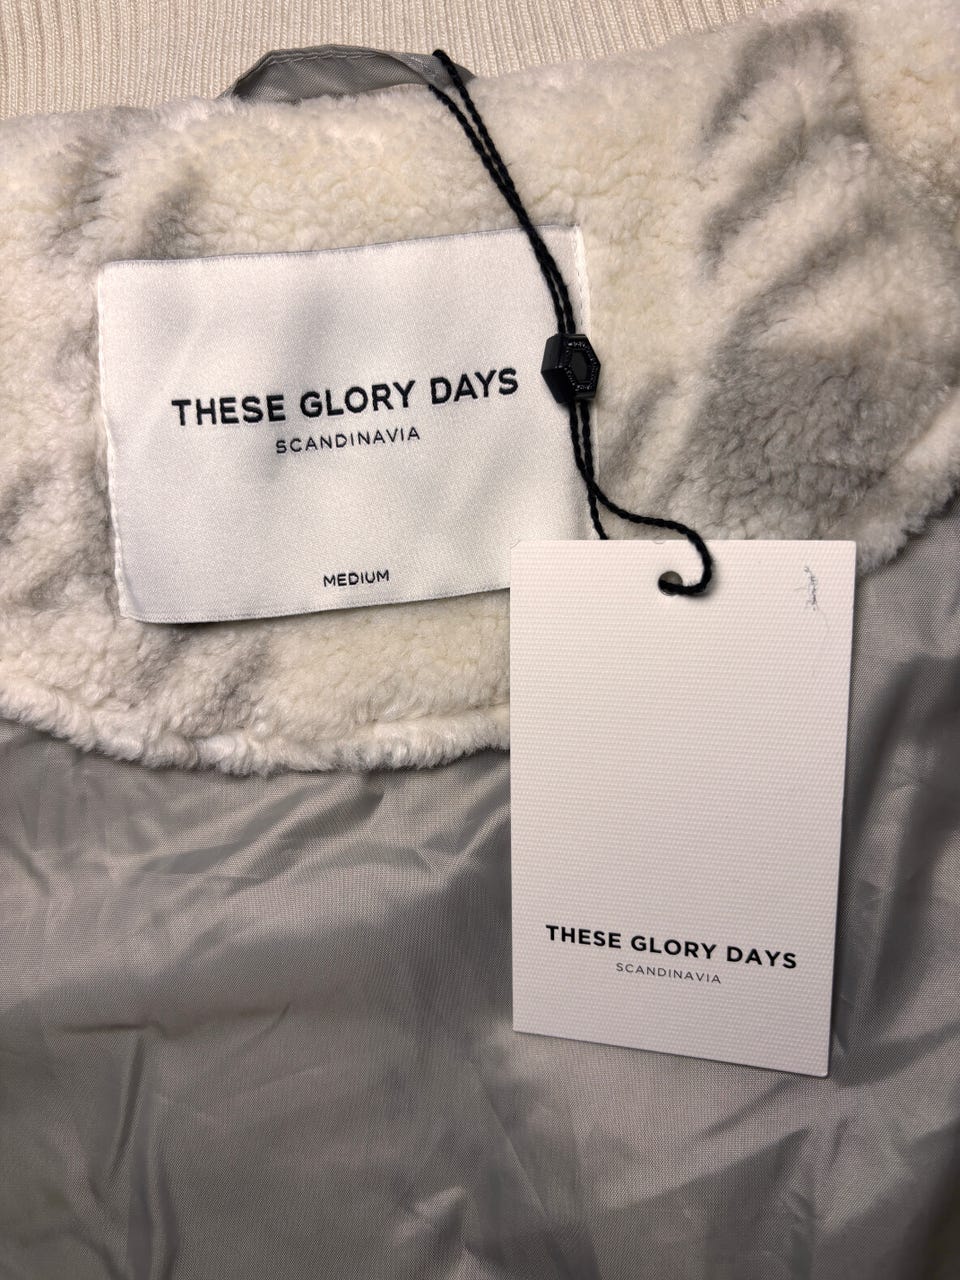 THESE GLORY DAYS
SCANDINAVIA
MEDIUM
THESE GLORY DAYS
SCANDINAVIA